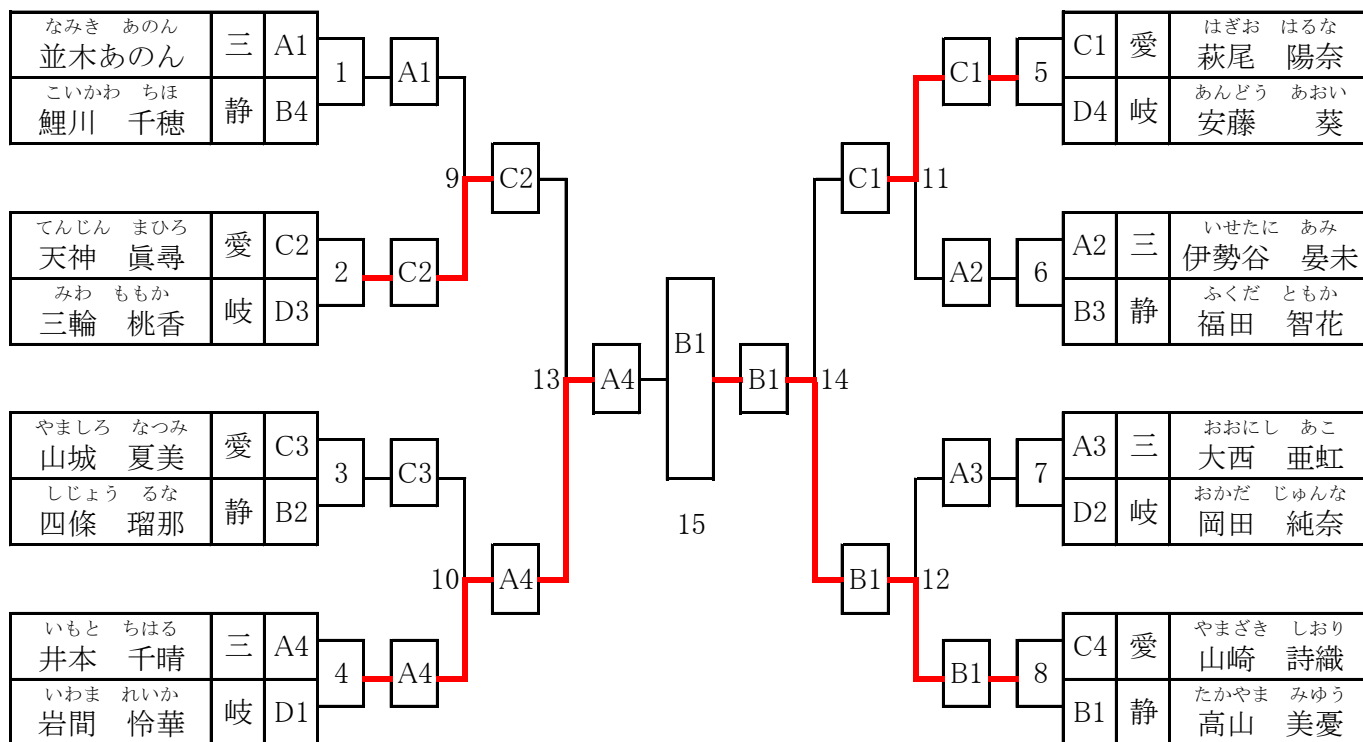 なみき あのん
並木あのん 三 A1
こいかわ ちほ
鯉川 千穂 静 B4
1
A1
てんじん まひろ
天神 眞尋 愛 C2
みわ ももか
三輪 桃香 岐 D3
2
C2
9
C2
やましろ なつみ
山城 夏美 愛 C3
しじょう るな
四條 瑠那 静 B2
3
C3
いもと ちはる
井本 千晴 三 A4
いわま れいか
岩間 怜華 岐 D1
4
A4
10
A4
13
A4
B1
15
B1
14
C1
11
C1
5
はぎお はるな
C1 愛 萩尾 陽奈
あんどう あおい
D4 岐 安藤 葵
A2
6
いせたに あみ
A2 三 伊勢谷 晏未
ふくだ ともか
B3 静 福田 智花
B1
12
A3
7
おおにし あこ
A3 三 大西 亜虹
おかだ じゅんな
D2 岐 岡田 純奈
B1
8
やまざき しおり
C4 愛 山崎 詩織
たかやま みゆう
B1 静 高山 美憂